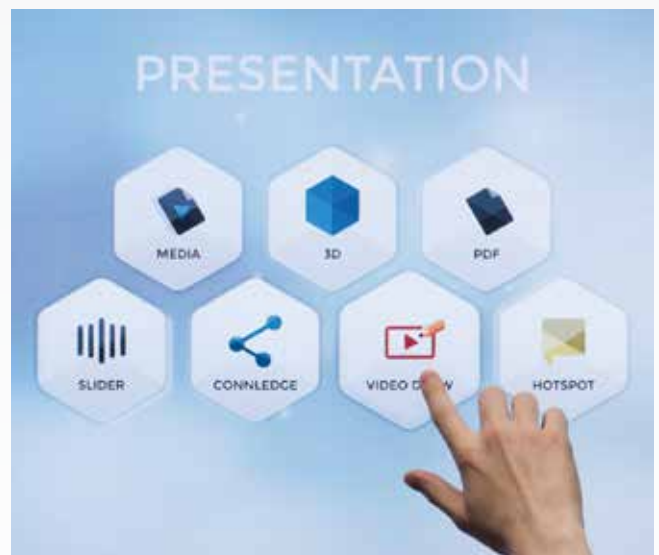 PRESENTATION
MEDIA
3D
PDF
SLIDER
CONNLEDGE
VIDEO
HOTSPOT